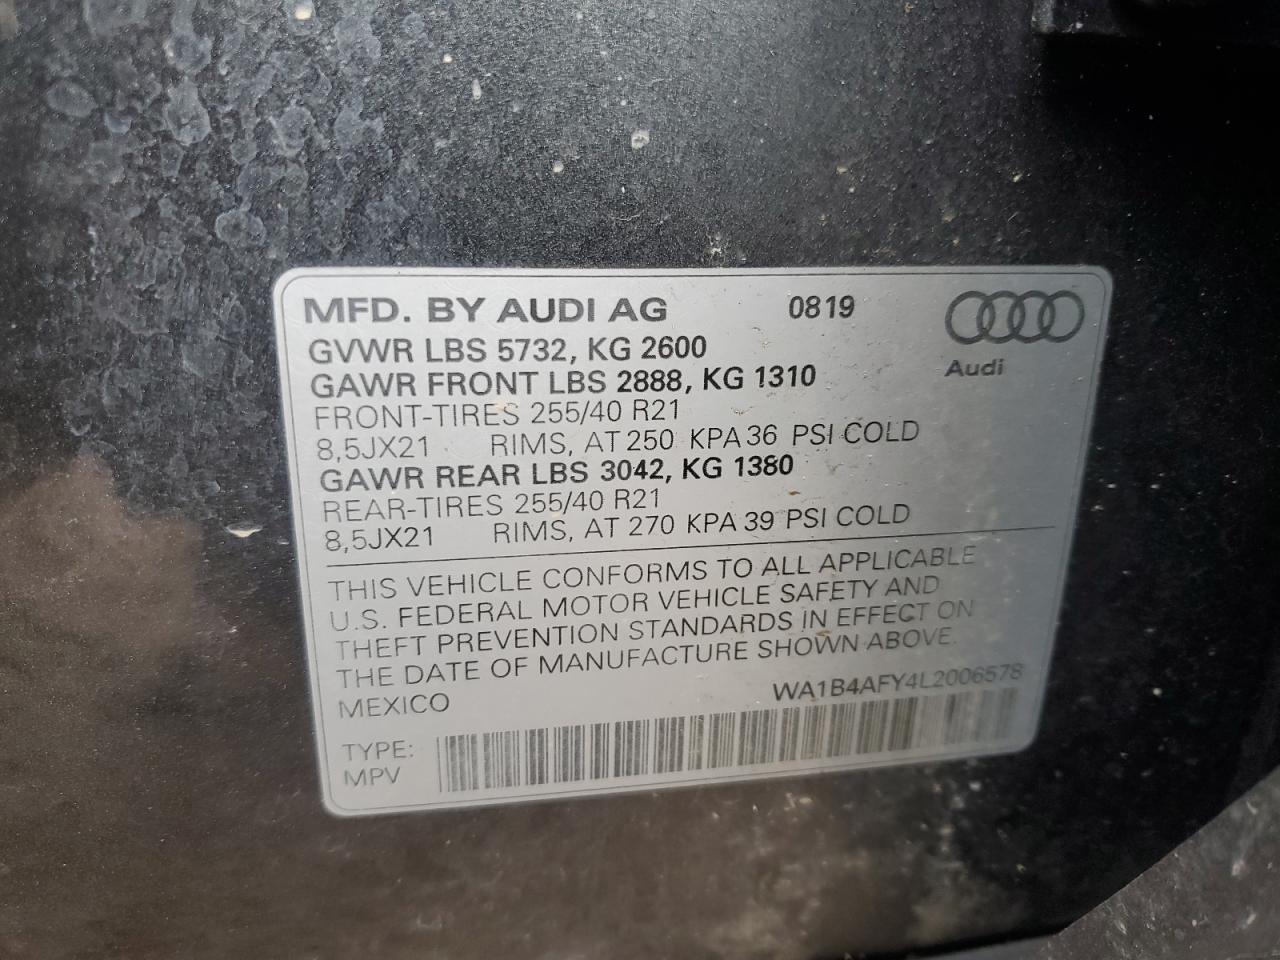 MFD. BY AUDI AG 0819
GVWR LBS 5732, KG 2600
Audi
GAWR FRONT LBS 2888, KG 1310
FRONT-TIRES 255/40 R21
8,5JX21 RIMS, AT 250 KPA 36 PSI COLD
GAWR REAR LBS 3042, KG 1380
REAR-TIRES 255/40 R21
8,5JX21 RIMS, AT 270 KPA 39 PSI COLD
THIS VEHICLE CONFORMS TO ALL APPLICABLE
U.S. FEDERAL MOTOR VEHICLE SAFETY AND
THEFT PREVENTION STANDARDS IN EFFECT ON
THE DATE OF MANUFACTURE SHOWN ABOVE.
MEXICO WA1B4AFY4L2006578
TYPE:
MPV